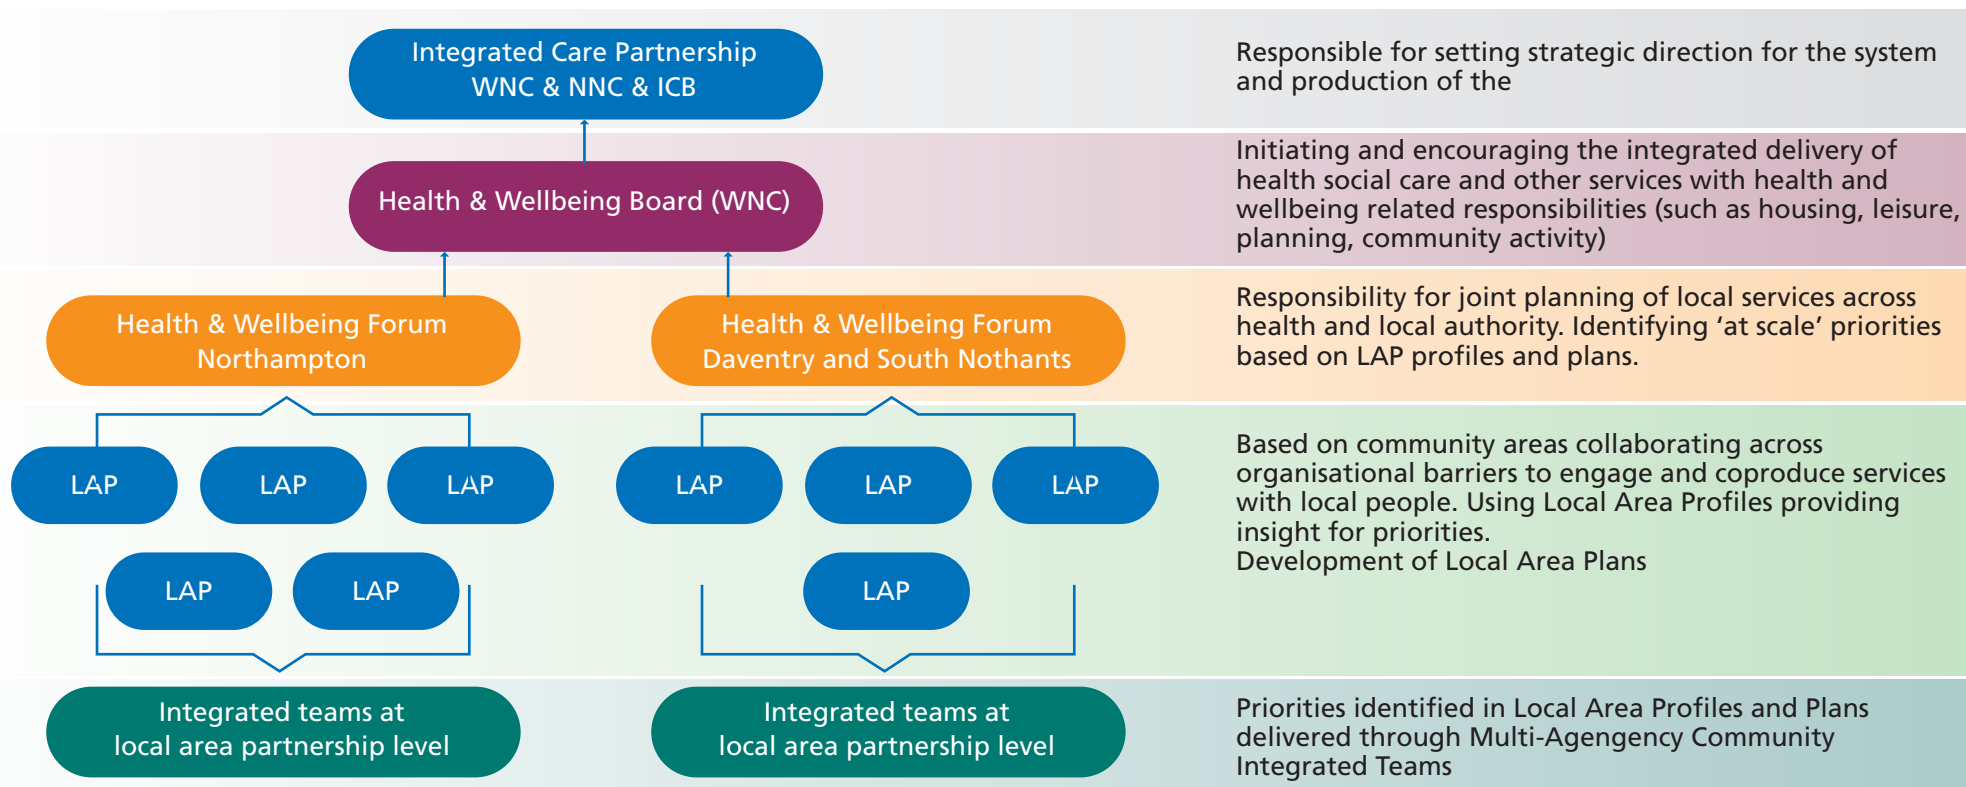 Integrated Care Partnership
WNC & NNC & ICB
Responsible for setting strategic direction for the system
and production of the
Health & Wellbeing Board (WNC)
Initiating and encouraging the integrated delivery of
health social care and other services with health and
wellbeing related responsibilities (such as housing, leisure,
planning, community activity)
Health & Wellbeing Forum
Northampton
Health & Wellbeing Forum
Daventry and South Nothants
Responsibility for joint planning of local services across
health and local authority. Identifying ‘at scale’ priorities
based on LAP profiles and plans.
LAP
LAP
LAP
LAP
LAP
LAP
LAP
LAP
LAP
Based on community areas collaborating across
organisational barriers to engage and coproduce services
with local people. Using Local Area Profiles providing
insight for priorities.
Development of Local Area Plans
Integrated teams at
local area partnership level
Integrated teams at
local area partnership level
Priorities identified in Local Area Profiles and Plans
delivered through Multi-Agengency Community
Integrated Teams